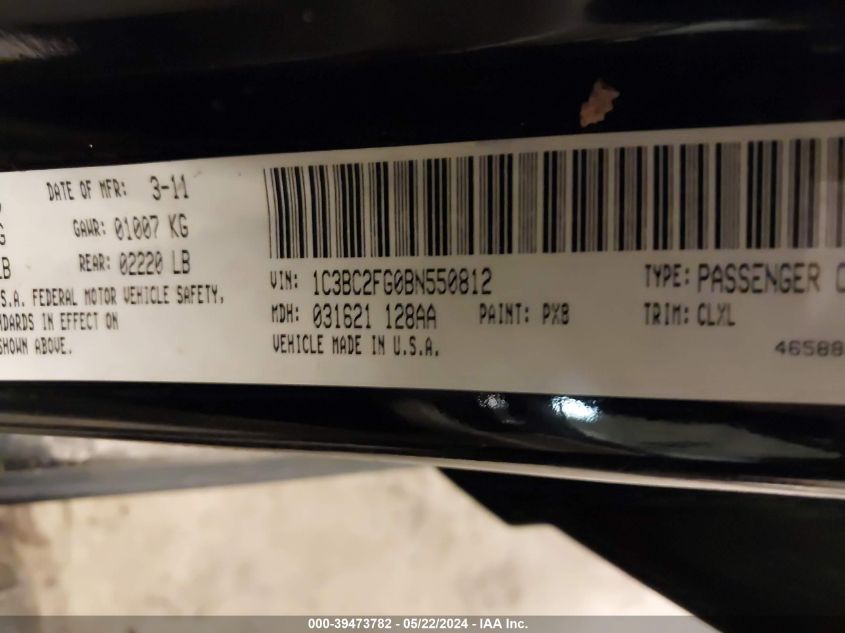 DATE OF MFR: 3-11
G GAWR: 01007 KG
LB REAR: 02220 LB
S.A. FEDERAL MOTOR VEHICLE SAFETY,
NDARDS IN EFFECT ON
SHOWN ABOVE.
VIN: 1C3BC2FG0BN550812 TYPE: PASSENGER C
MDH: 031621 128AA PAINT: PX8 TRIM: CLXL
VEHICLE MADE IN U.S.A.
46588
000-39473782 - 05/22/2024 - IAA Inc.